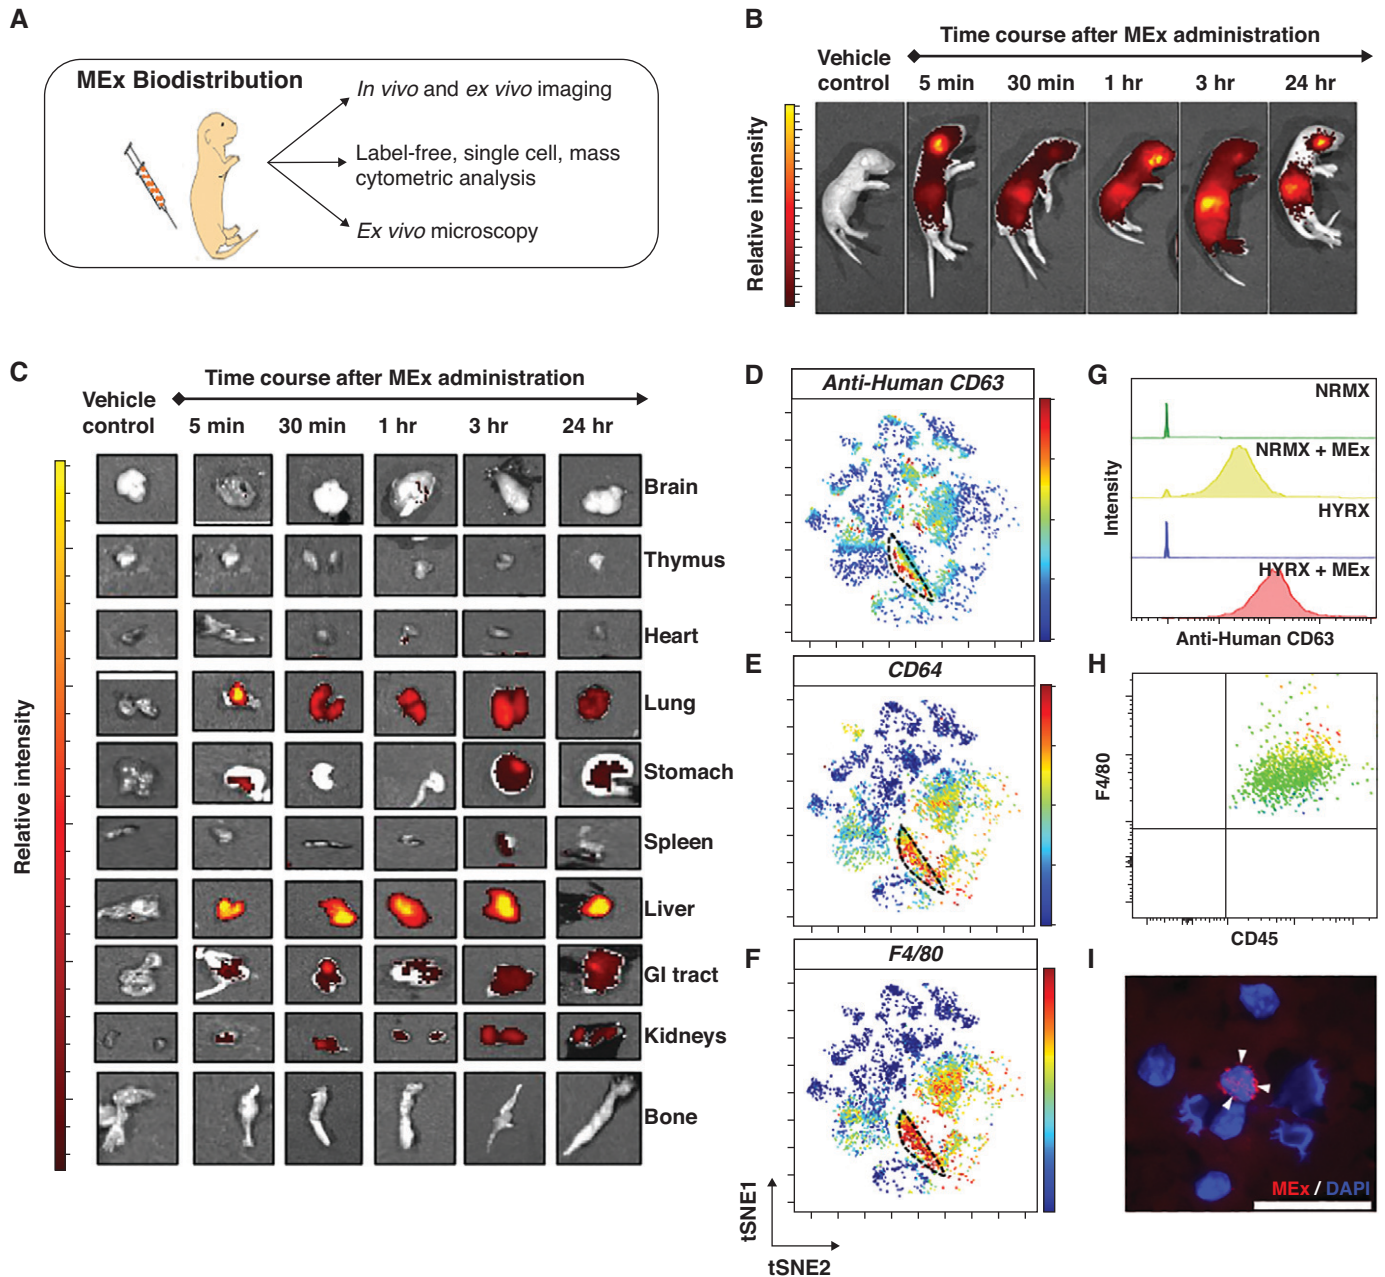 A
MEx Biodistribution
In vivo and ex vivo imaging
Label-free, single cell, mass
cytometric analysis
Ex vivo microscopy
B
Time course after MEx administration
Vehicle
control
5 min
30 min
1 hr
3 hr
24 hr
Relative intensity
C
Time course after MEx administration
Vehicle
control
5 min
30 min
1 hr
3 hr
24 hr
Relative intensity
Brain
Thymus
Heart
Lung
Stomach
Spleen
Liver
GI tract
Kidneys
Bone
D
Anti-Human CD63
E
CD64
F
F4/80
tSNE1
tSNE2
G
NRMX
NRMX + MEx
HYRX
HYRX + MEx
Intensity
Anti-Human CD63
H
F4/80
CD45
I
MEx / DAPI